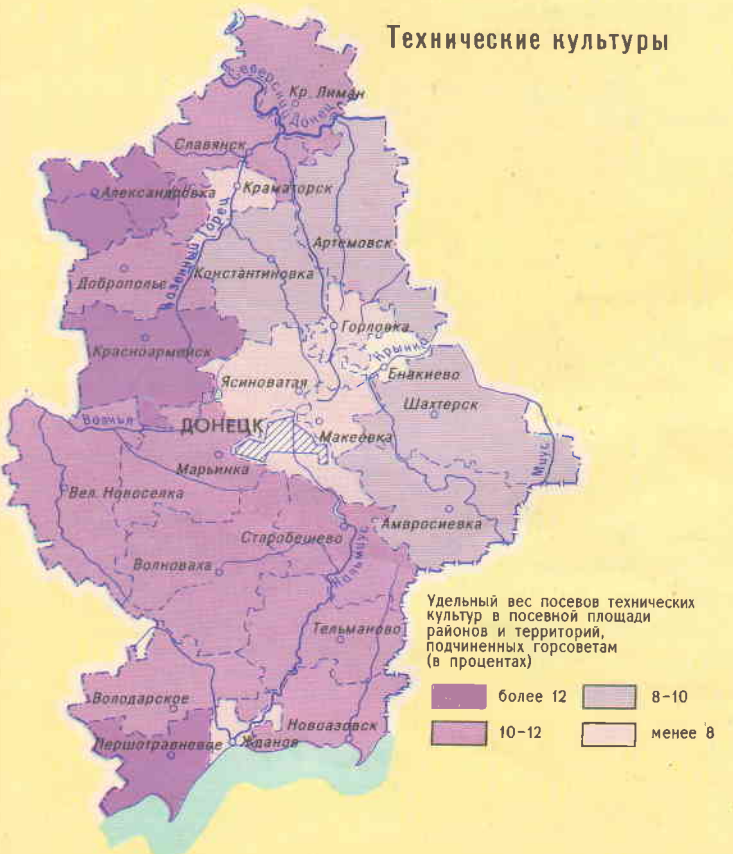 Технические культуры
Северский Донец
Кр. Лиман
Славянск
Александровка
Краматорск
Казенный Торец
Артемовск
Доброполье
Константиновка
Горловка
Красноармейск
Крынка
Енакиево
Ясиноватая
Шахтерск
Волчья
ДОНЕЦК
Макеевка
Марьинка
Миус
Вел. Новоселка
Амвросиевка
Старобешево
Волноваха
Кальмиус
Удельный вес посевов технических
культур в посевной площади
районов и территорий,
подчиненных горсоветам
(в процентах)
Тельманово
Володарское
более 12
8-10
Новоазовск
10-12
менее 8
Першотравневое
Жданов